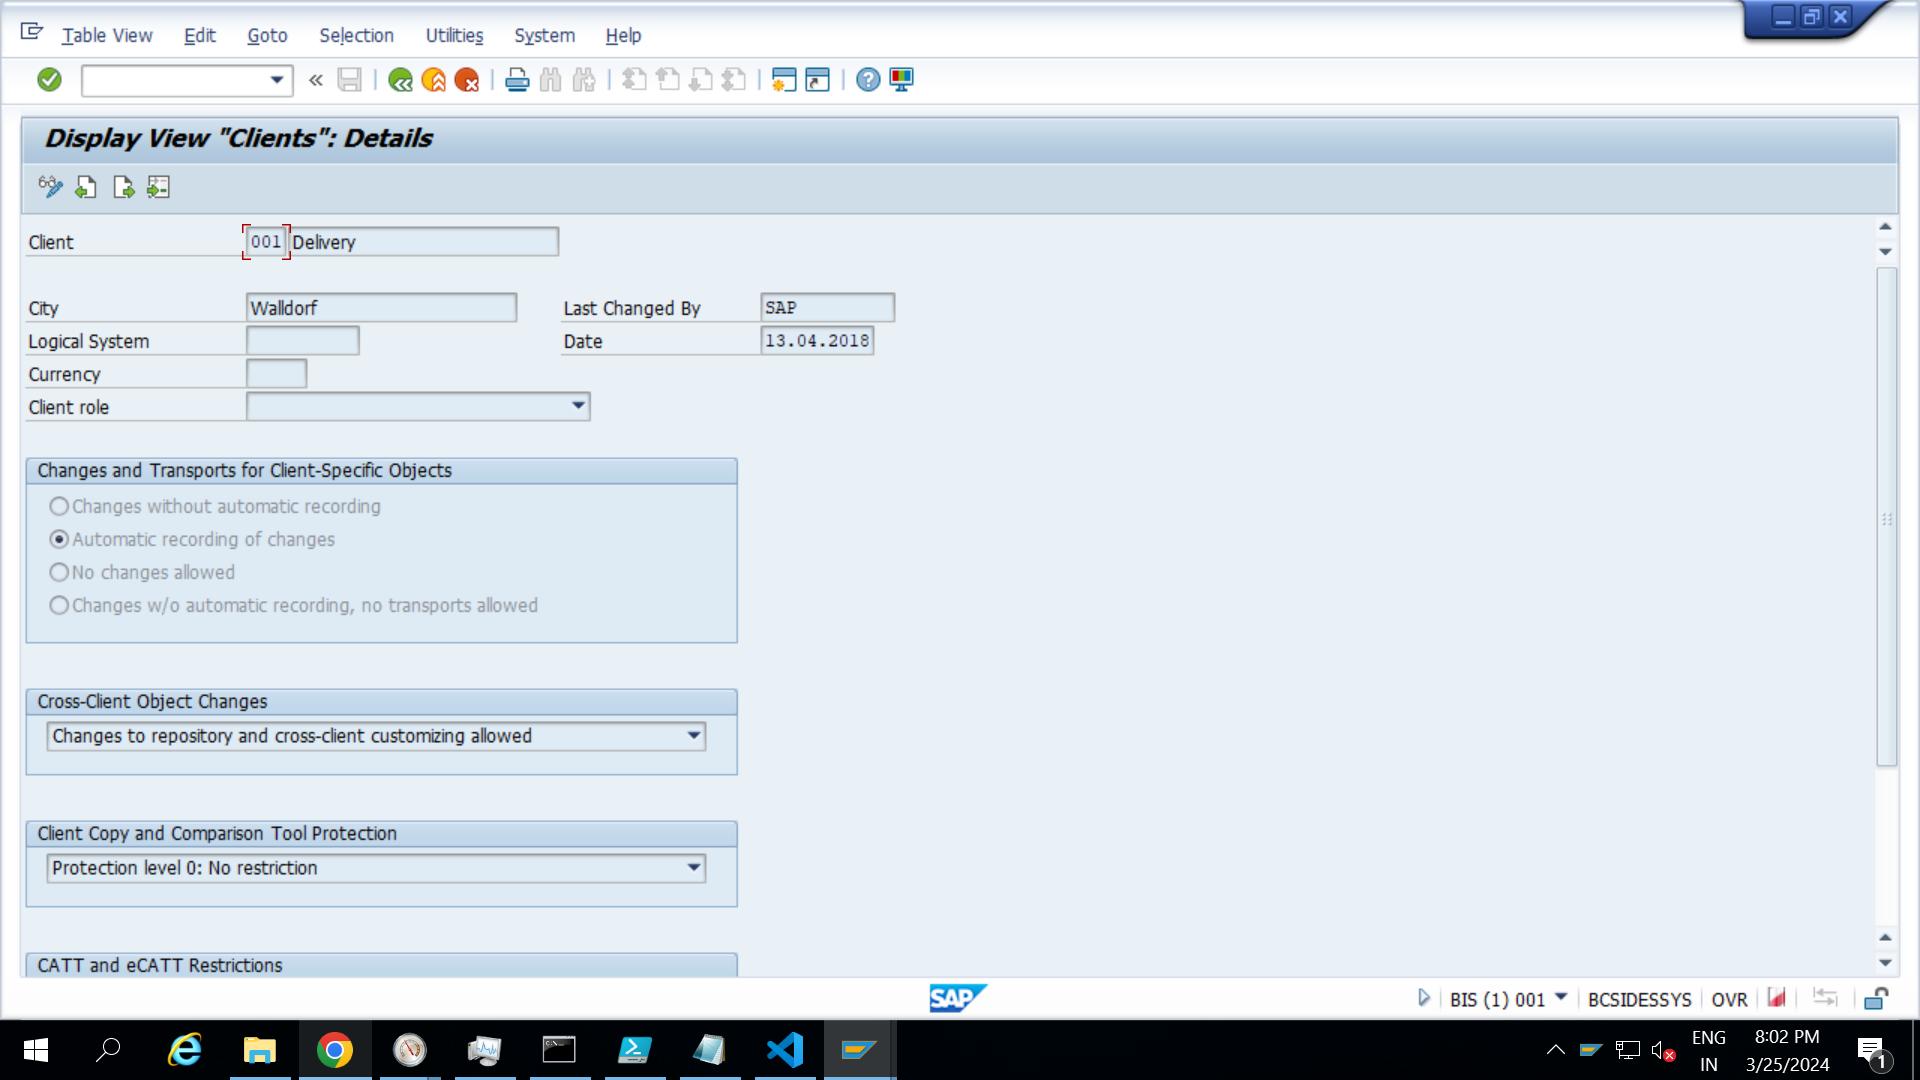 Table View Edit Goto Selection Utilities System Help
Display View "Clients": Details
Client 001 Delivery
City Walldorf Last Changed By SAP
Logical System Date 13.04.2018
Currency
Client role
Changes and Transports for Client-Specific Objects
Changes without automatic recording
Automatic recording of changes
No changes allowed
Changes w/o automatic recording, no transports allowed
Cross-Client Object Changes
Changes to repository and cross-client customizing allowed
Client Copy and Comparison Tool Protection
Protection level 0: No restriction
CATT and eCATT Restrictions
SAP BIS (1) 001 BCSIDESSYS OVR
ENG 8:02 PM
IN 3/25/2024 1